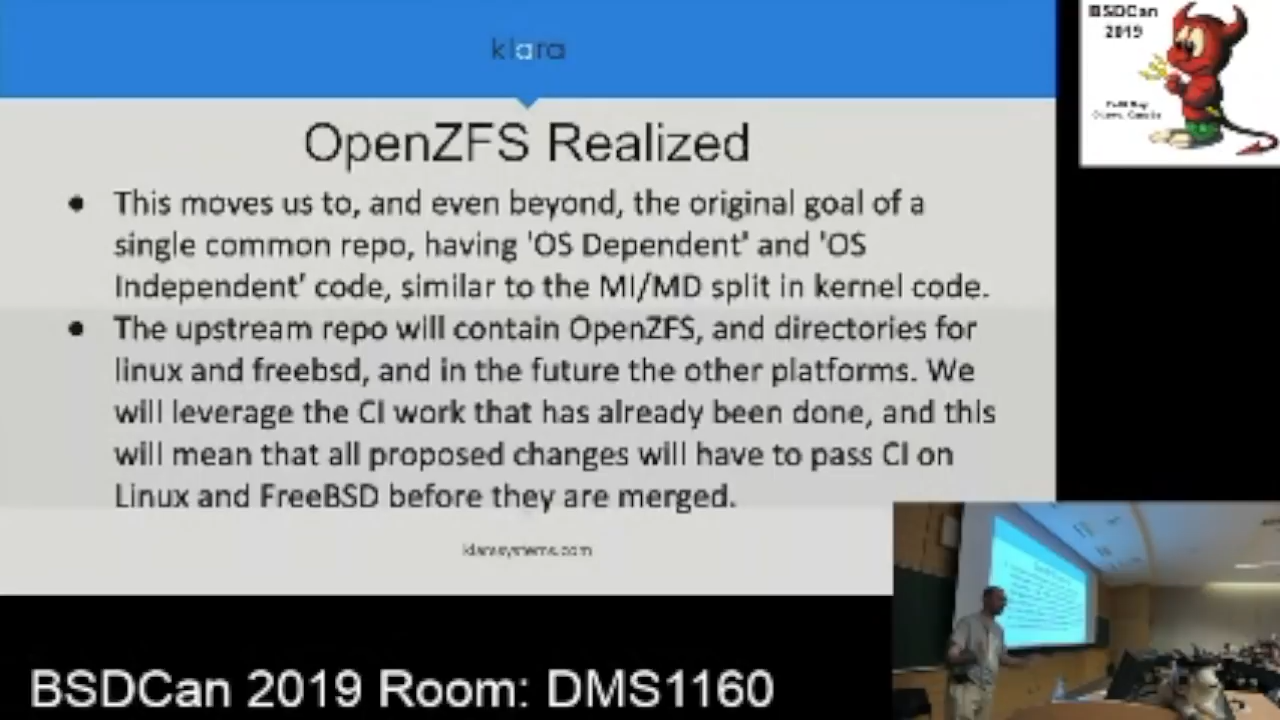 klara
BSDCan
2019
OpenZFS Realized
• This moves us to, and even beyond, the original goal of a
single common repo, having 'OS Dependent' and 'OS
Independent' code, similar to the MI/MD split in kernel code.
• The upstream repo will contain OpenZFS, and directories for
linux and freebsd, and in the future the other platforms. We
will leverage the CI work that has already been done, and this
will mean that all proposed changes will have to pass CI on
Linux and FreeBSD before they are merged.
klarasystems.com
BSDCan 2019 Room: DMS1160